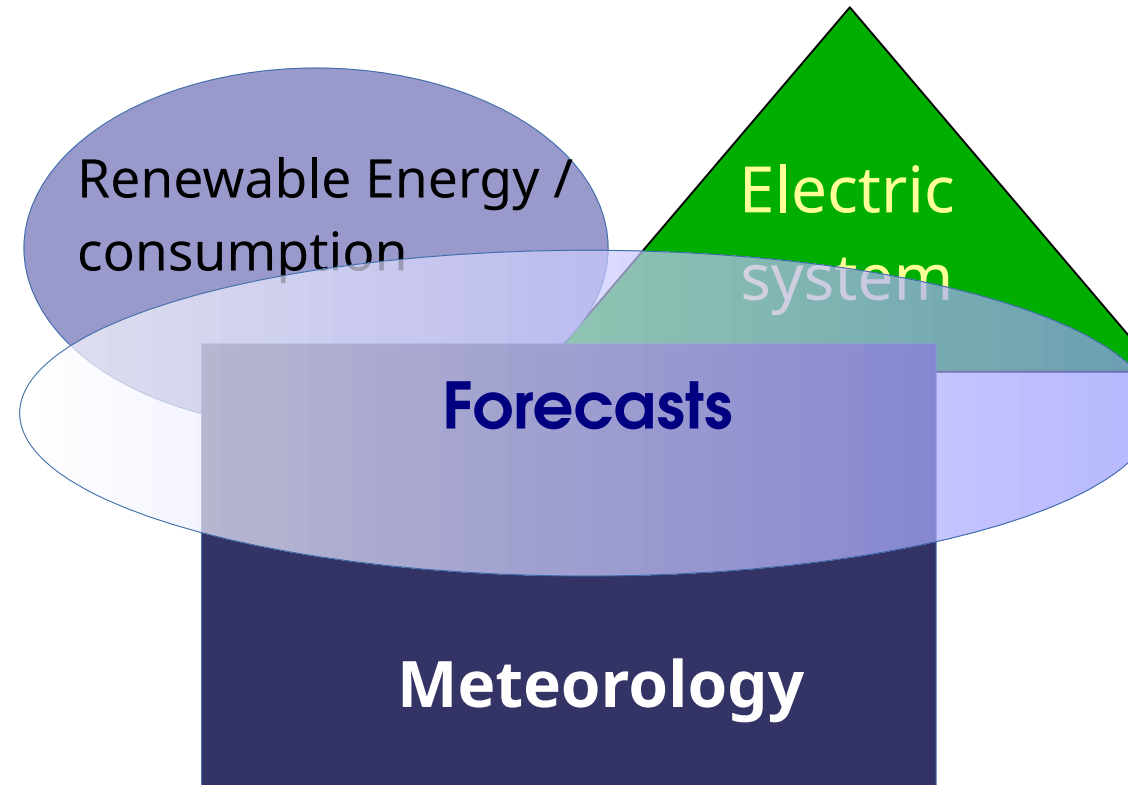 Renewable Energy /
consumption
Electric
system
Forecasts
Meteorology